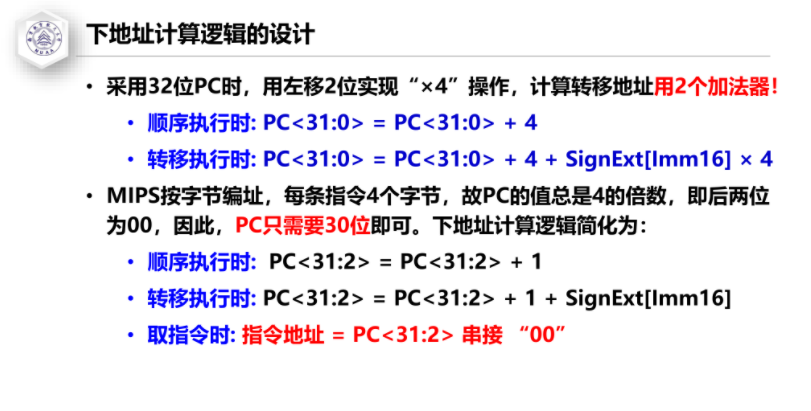 下地址计算逻辑的设计
• 采用32位PC时，用左移2位实现“×4”操作，计算转移地址用2个加法器！
• 顺序执行时: PC<31:0> = PC<31:0> + 4
• 转移执行时: PC<31:0> = PC<31:0> + 4 + SignExt[Imm16] × 4
• MIPS按字节编址，每条指令4个字节，故PC的值总是4的倍数，即后两位
为00，因此，PC只需要30位即可。下地址计算逻辑简化为：
• 顺序执行时: PC<31:2> = PC<31:2> + 1
• 转移执行时: PC<31:2> = PC<31:2> + 1 + SignExt[Imm16]
• 取指令时: 指令地址 = PC<31:2> 串接 “00”